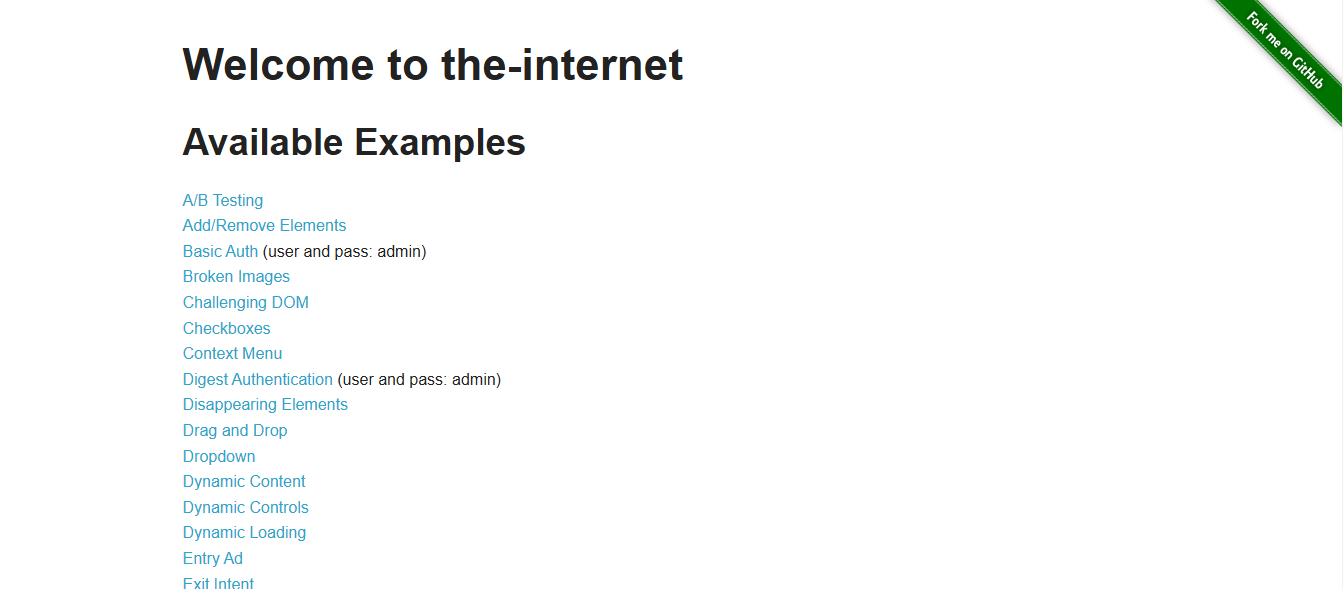 Fork me on GitHub
Welcome to the-internet
Available Examples
A/B Testing
Add/Remove Elements
Basic Auth (user and pass: admin)
Broken Images
Challenging DOM
Checkboxes
Context Menu
Digest Authentication (user and pass: admin)
Disappearing Elements
Drag and Drop
Dropdown
Dynamic Content
Dynamic Controls
Dynamic Loading
Entry Ad
Exit Intent